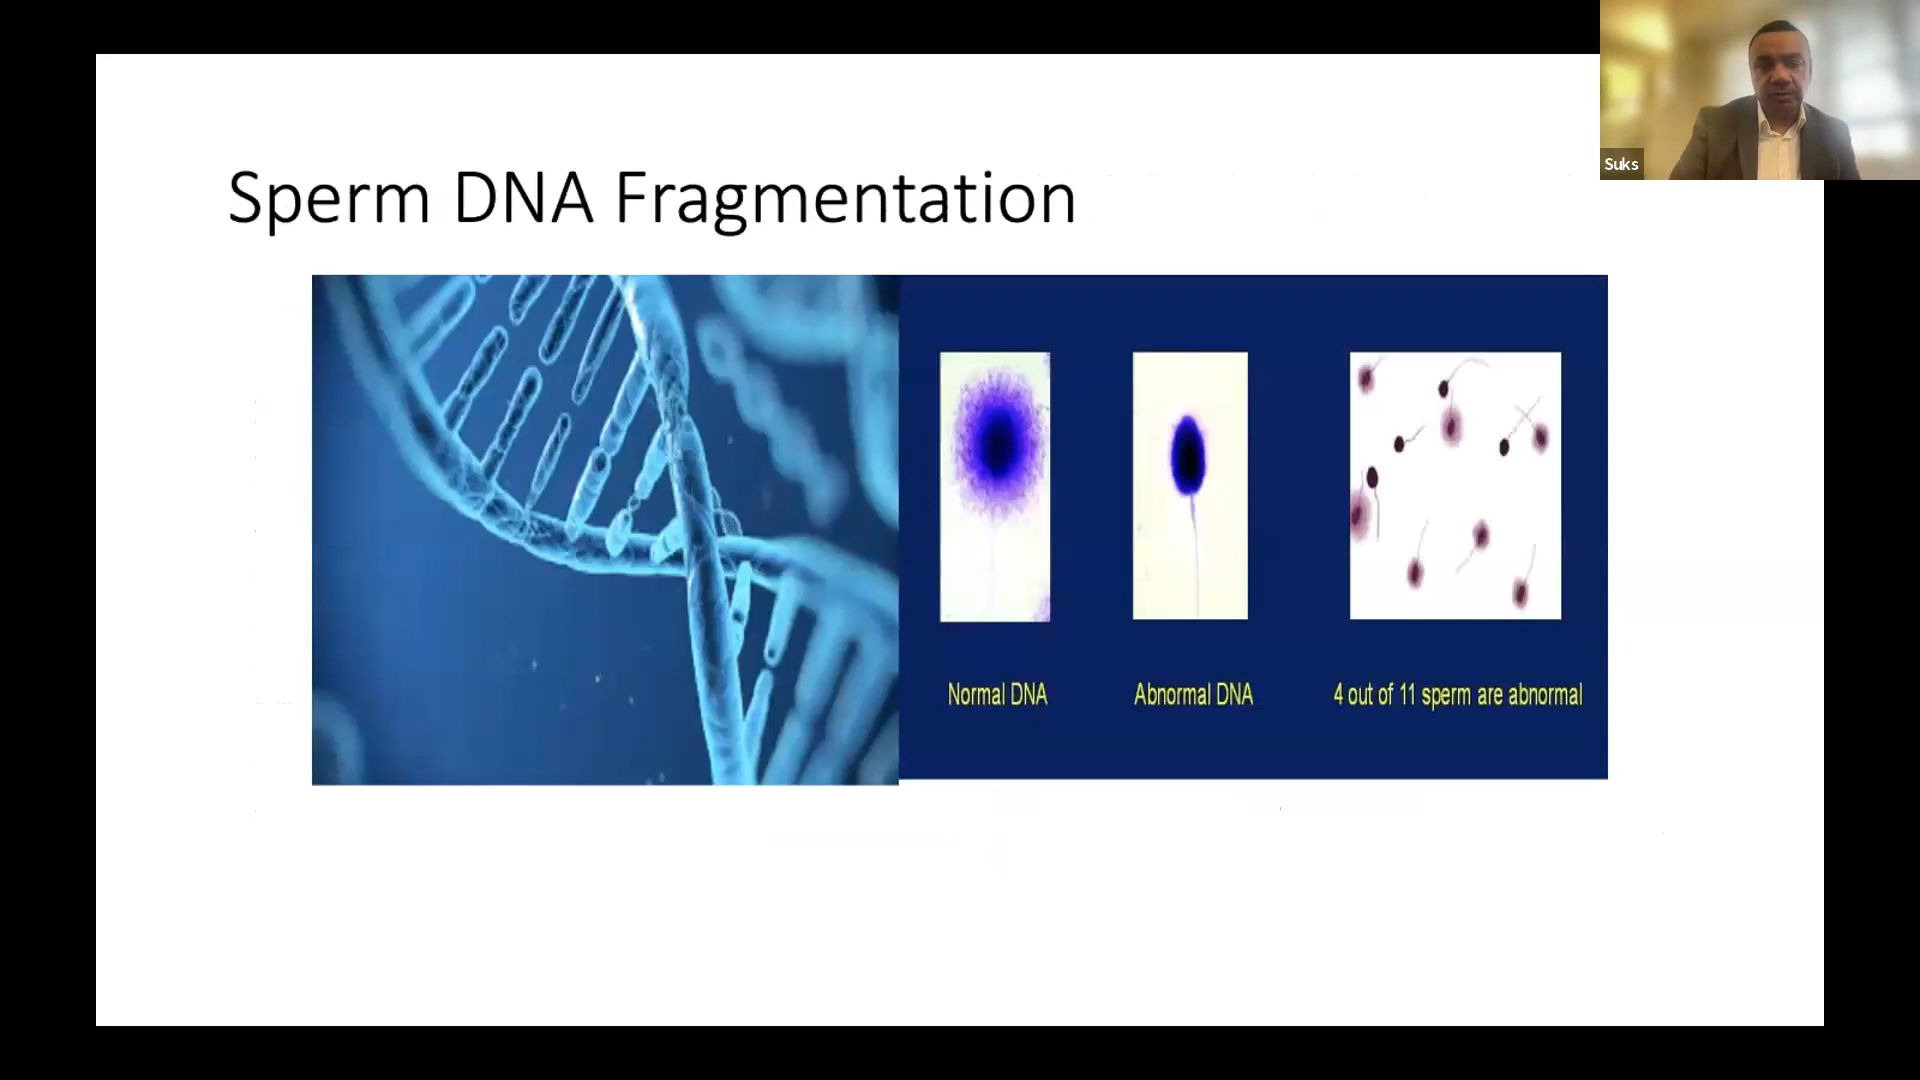 Suks
Sperm DNA Fragmentation
Normal DNA
Abnormal DNA
4 out of 11 sperm are abnormal